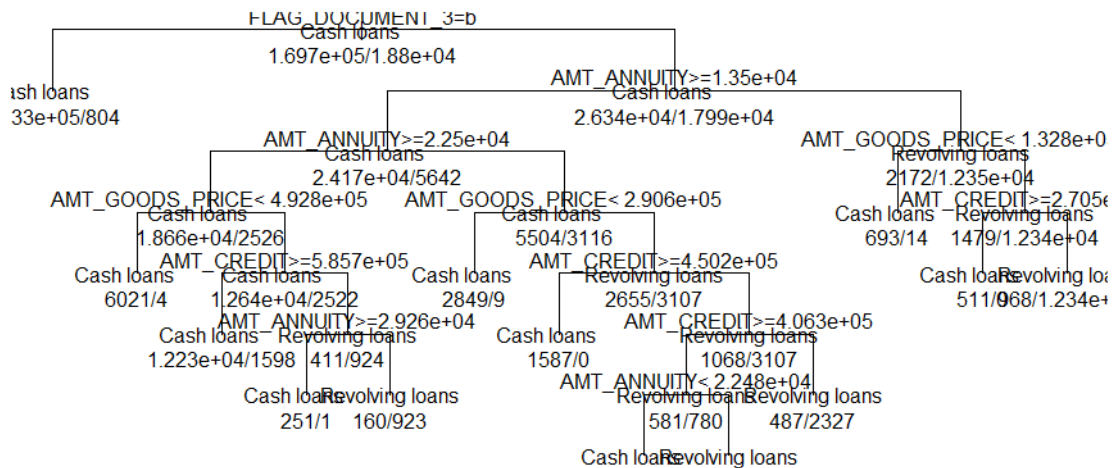 FLAG_DOCUMENT_3=b
Cash loans
1.697e+05/1.88e+04
AMT_ANNUITY>=1.35e+04
ash loans
Cash loans
33e+05/804
2.634e+04/1.799e+04
AMT_ANNUITY>=2.25e+04
AMT_GOODS_PRICE< 1.328e+0
Cash loans
Revolving loans
2.417e+04/5642
2172/1.235e+04
AMT_GOODS_PRICE< 4.928e+05
AMT_GOODS_PRICE< 2.906e+05
AMT_CREDIT>=2.705e
Cash loans
Cash loans
Cash loans
Revolving loans
1.866e+04/2526
5504/3116
693/14
1479/1.234e+04
AMT_CREDIT>=5.857e+05
AMT_CREDIT>=4.502e+05
Cash loans
Cash loans
Cash loans
Revolving loans
Cash loans
Revolving loans
6021/4
1.264e+04/2522
2849/9
2655/3107
511/0
968/1.234e+
AMT_ANNUITY>=2.926e+04
AMT_CREDIT>=4.063e+05
Cash loans
Revolving loans
Cash loans
Revolving loans
1.223e+04/1598
411/924
1587/0
1068/3107
AMT_ANNUITY< 2.248e+04
Cash loans
Revolving loans
Revolving loans
Revolving loans
251/1
160/923
581/780
487/2327
Cash loans
Revolving loans